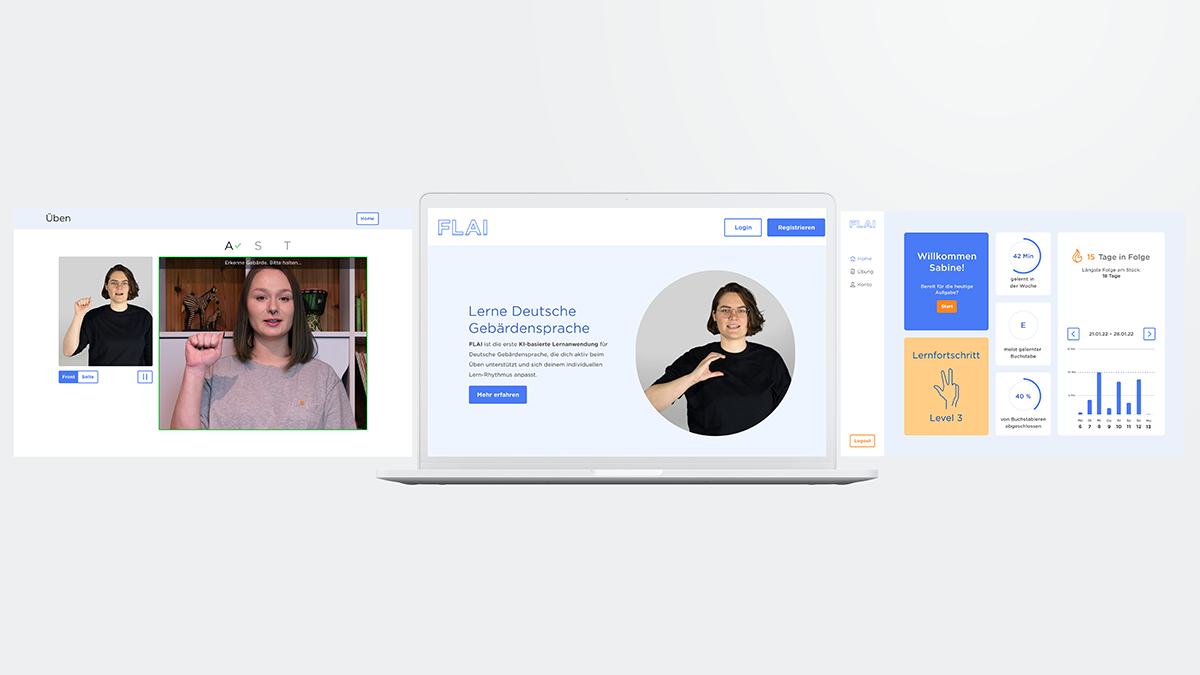 Üben
Home
A S T
Erkenne Gebärde. Bitte halten...
Front Seite
FLAI
Login
Registrieren
Lerne Deutsche
Gebärdensprache
FLAI ist die erste KI-basierte Lernanwendung für
Deutsche Gebärdensprache, die dich aktiv beim
Üben unterstützt und sich deinem individuellen
Lern-Rhythmus anpasst.
Mehr erfahren
FLAI
Home
Übung
Konto
Logout
Willkommen
Sabine!
Bereit für die heutige
Aufgabe?
Start
Lernfortschritt
Level 3
42 Min
gelernt in
der Woche
E
meist gelernter
Buchstabe
40 %
von Buchstabieren
abgeschlossen
15 Tage in Folge
Längste Folge am Stück:
18 Tage
21.01.22 – 28.01.22
6 7 8 9 10 11 12 13